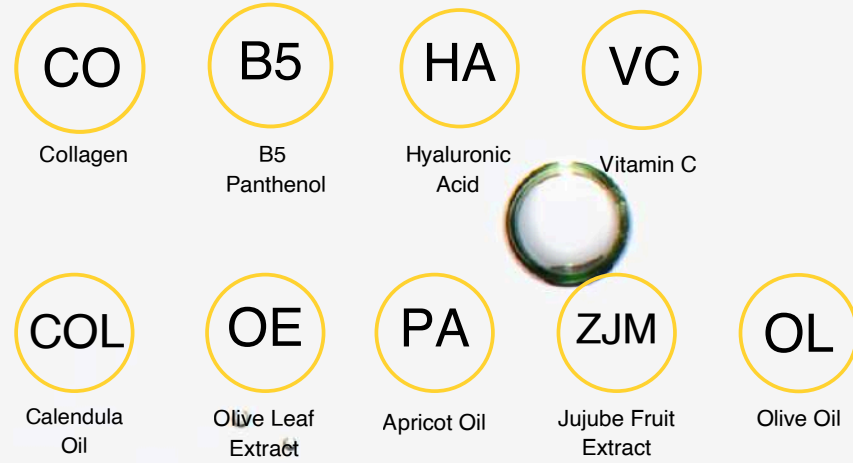 CO
B5
HA
VC
Collagen
B5
Panthenol
Hyaluronic
Acid
Vitamin C
COL
OE
PA
ZJM
OL
Calendula
Oil
Olive Leaf
Extract
Apricot Oil
Jujube Fruit
Extract
Olive Oil